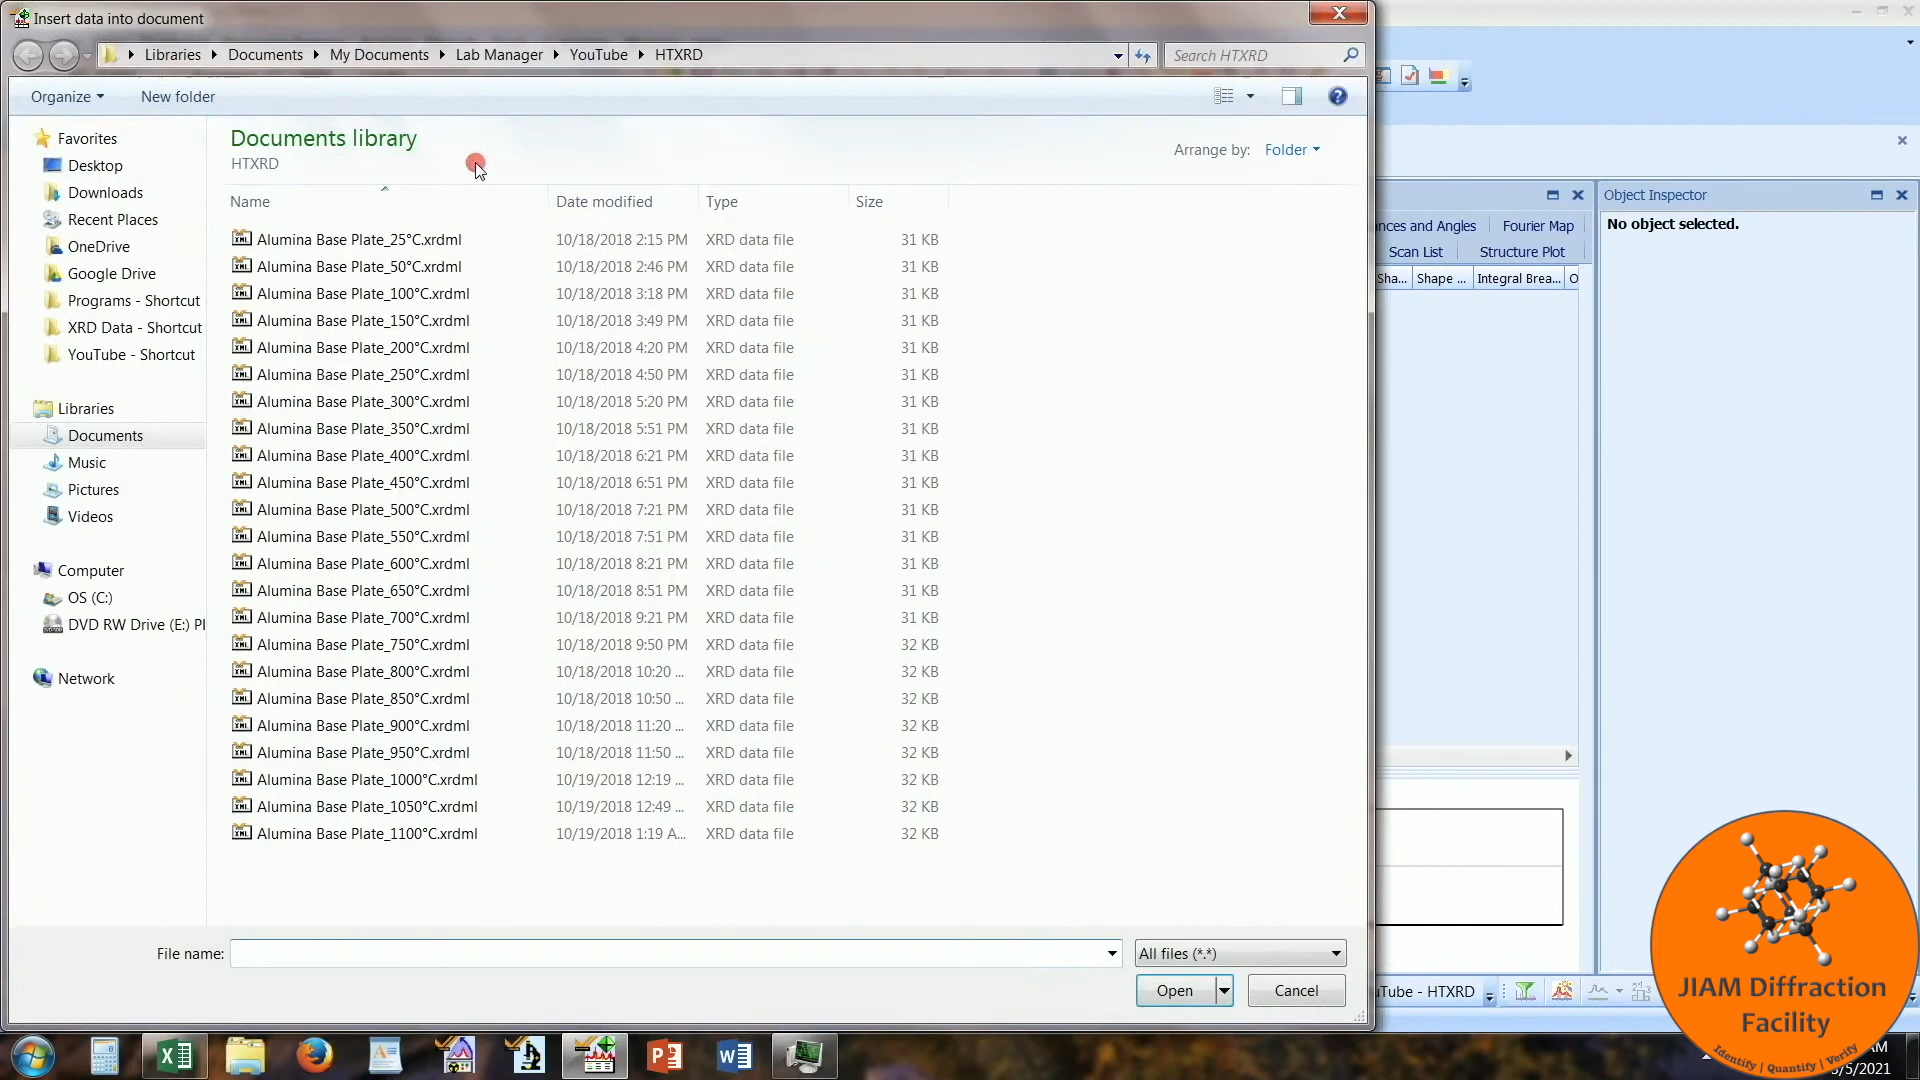 Insert data into document
Libraries Documents My Documents Lab Manager YouTube HTXRD
Search HTXRD
Organize New folder
Documents library
HTXRD
Arrange by: Folder
Favorites
Desktop
Downloads
Recent Places
OneDrive
Google Drive
Programs - Shortcut
XRD Data - Shortcut
YouTube - Shortcut
Libraries
Documents
Music
Pictures
Videos
Computer
OS (C:)
DVD RW Drive (E:) PI
Network
Name Date modified Type Size
Alumina Base Plate_25°C.xrdml 10/18/2018 2:15 PM XRD data file 31 KB
Alumina Base Plate_50°C.xrdml 10/18/2018 2:46 PM XRD data file 31 KB
Alumina Base Plate_100°C.xrdml 10/18/2018 3:18 PM XRD data file 31 KB
Alumina Base Plate_150°C.xrdml 10/18/2018 3:49 PM XRD data file 31 KB
Alumina Base Plate_200°C.xrdml 10/18/2018 4:20 PM XRD data file 31 KB
Alumina Base Plate_250°C.xrdml 10/18/2018 4:50 PM XRD data file 31 KB
Alumina Base Plate_300°C.xrdml 10/18/2018 5:20 PM XRD data file 31 KB
Alumina Base Plate_350°C.xrdml 10/18/2018 5:51 PM XRD data file 31 KB
Alumina Base Plate_400°C.xrdml 10/18/2018 6:21 PM XRD data file 31 KB
Alumina Base Plate_450°C.xrdml 10/18/2018 6:51 PM XRD data file 31 KB
Alumina Base Plate_500°C.xrdml 10/18/2018 7:21 PM XRD data file 31 KB
Alumina Base Plate_550°C.xrdml 10/18/2018 7:51 PM XRD data file 31 KB
Alumina Base Plate_600°C.xrdml 10/18/2018 8:21 PM XRD data file 31 KB
Alumina Base Plate_650°C.xrdml 10/18/2018 8:51 PM XRD data file 31 KB
Alumina Base Plate_700°C.xrdml 10/18/2018 9:21 PM XRD data file 31 KB
Alumina Base Plate_750°C.xrdml 10/18/2018 9:50 PM XRD data file 32 KB
Alumina Base Plate_800°C.xrdml 10/18/2018 10:20 ... XRD data file 32 KB
Alumina Base Plate_850°C.xrdml 10/18/2018 10:50 ... XRD data file 32 KB
Alumina Base Plate_900°C.xrdml 10/18/2018 11:20 ... XRD data file 32 KB
Alumina Base Plate_950°C.xrdml 10/18/2018 11:50 ... XRD data file 32 KB
Alumina Base Plate_1000°C.xrdml 10/19/2018 12:19 ... XRD data file 32 KB
Alumina Base Plate_1050°C.xrdml 10/19/2018 12:49 ... XRD data file 32 KB
Alumina Base Plate_1100°C.xrdml 10/19/2018 1:19 A... XRD data file 32 KB
File name: All files (*.*)
Open Cancel
Object Inspector
No object selected.
nces and Angles Fourier Map
Scan List Structure Plot
Sha... Shape ... Integral Brea... O
uTube - HTXRD
JIAM Diffraction
Facility
Identify | Quantify | Verify
AM
/5/2021